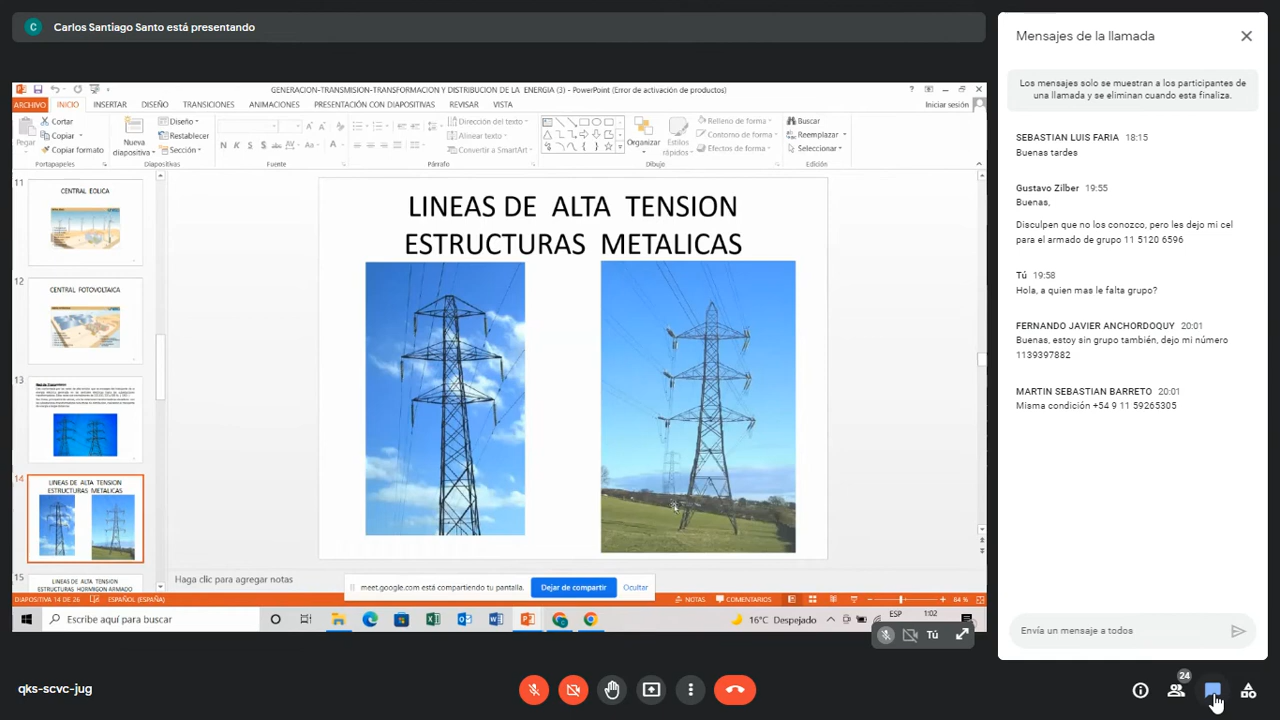 C Carlos Santiago Santo está presentando
GENERACION-TRANSMISION-TRANSFORMACION Y DISTRIBUCION DE LA ENERGIA (3) - PowerPoint (Error de activación de productos)
ARCHIVO INICIO INSERTAR DISEÑO TRANSICIONES ANIMACIONES PRESENTACIÓN CON DIAPOSITIVAS REVISAR VISTA Iniciar sesión
Pegar
Cortar
Copiar
Copiar formato
Portapapeles
Nueva diapositiva
Diseño
Restablecer
Sección
Diapositivas
N K S
Fuente
Dirección del texto
Alinear texto
Convertir a SmartArt
Párrafo
Organizar
Estilos rápidos
Relleno de forma
Contorno de forma
Efectos de forma
Dibujo
Buscar
Reemplazar
Seleccionar
Edición
11
CENTRAL EOLICA
12
CENTRAL FOTOVOLTAICA
13
14
LINEAS DE ALTA TENSION
ESTRUCTURAS METALICAS
15
LINEAS DE ALTA TENSION
ESTRUCTURAS HORMIGON ARMADO
LINEAS DE ALTA TENSION
ESTRUCTURAS METALICAS
Haga clic para agregar notas
meet.google.com está compartiendo tu pantalla. Dejar de compartir Ocultar
DIAPOSITIVA 14 DE 26 ESPAÑOL (ESPAÑA) NOTAS COMENTARIOS 84 %
Escribe aquí para buscar 16°C Despejado ESP 1:02
Tú
qks-scvc-jug
Mensajes de la llamada
Los mensajes solo se muestran a los participantes de
una llamada y se eliminan cuando esta finaliza.
SEBASTIAN LUIS FARIA 18:15
Buenas tardes
Gustavo Zilber 19:55
Buenas,
Disculpen que no los conozco, pero les dejo mi cel
para el armado de grupo 11 5120 6596
Tú 19:58
Hola, a quien mas le falta grupo?
FERNANDO JAVIER ANCHORDOQUY 20:01
Buenas, estoy sin grupo también, dejo mi número
1139397882
MARTIN SEBASTIAN BARRETO 20:01
Misma condición +54 9 11 59265305
Envía un mensaje a todos
24